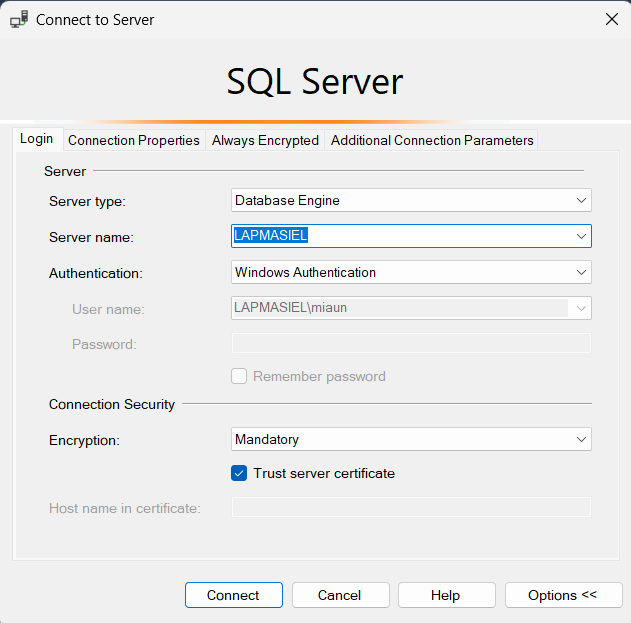 Connect to Server
SQL Server
Login Connection Properties Always Encrypted Additional Connection Parameters
Server
Server type: Database Engine
Server name: LAPMASIEL
Authentication: Windows Authentication
User name: LAPMASIEL\miaun
Password:
Remember password
Connection Security
Encryption: Mandatory
Trust server certificate
Host name in certificate:
Connect Cancel Help Options <<